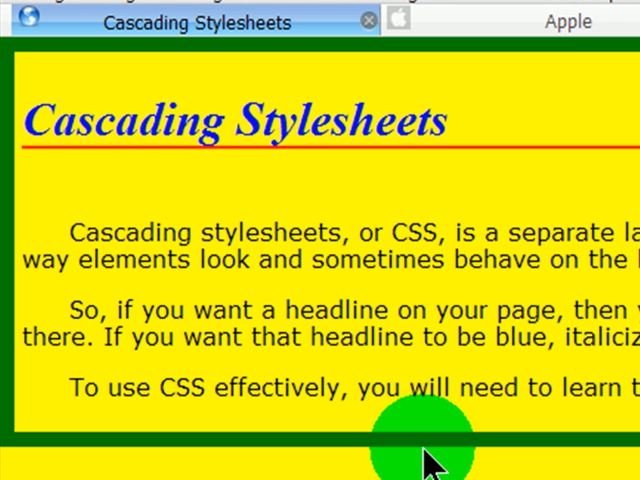 Cascading Stylesheets
Apple
Cascading Stylesheets
Cascading stylesheets, or CSS, is a separate
way elements look and sometimes behave on the
So, if you want a headline on your page, then
there. If you want that headline to be blue,
To use CSS effectively, you will need to learn